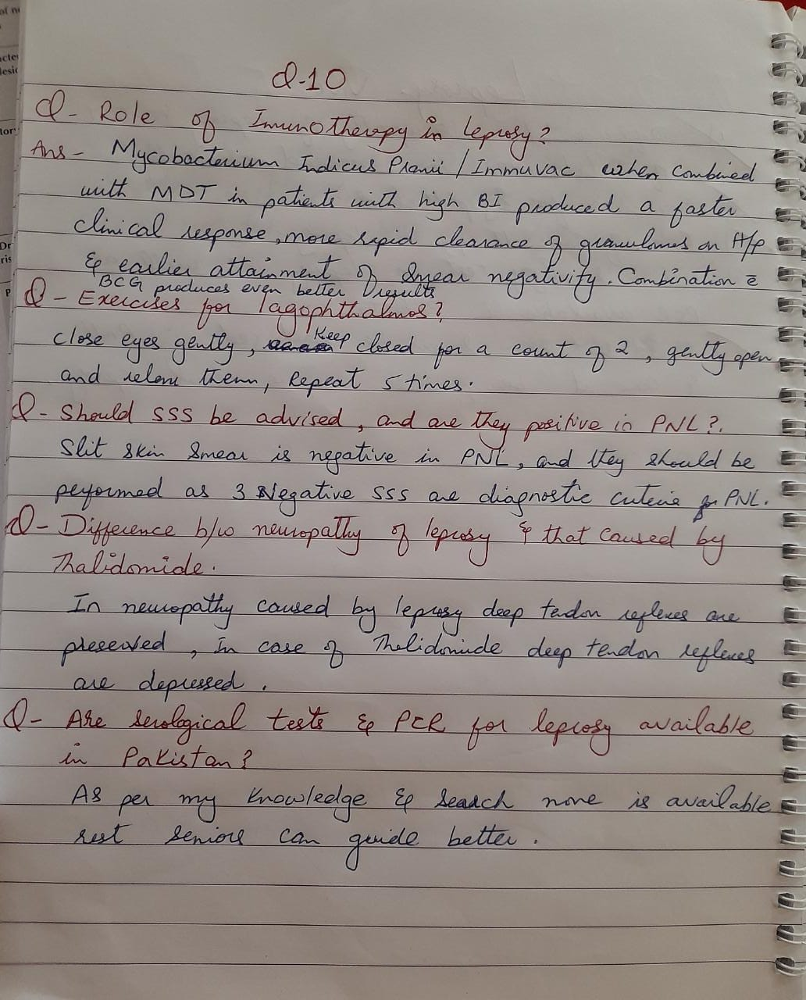 Q-10
Q- Role of Imunotherapy in leprosy?
Ans- Mycobacterium Indicus Pranii / Immuvac when combined
with MDT in patients with high BI produced a faster
clinical response, more rapid clearance of granulomas on H/p
& earlier attainment of smear negativity. Combination c̄
BCG produces even better results
Q- Exercises for lagophthalmos?
Close eyes gently, Keep closed for a count of 2, gently open
and relax them, Repeat 5 times.
Q- Should SSS be advised, and are they positive in PNL?.
Slit skin smear is negative in PNL, and they should be
performed as 3 Negative SSS are diagnostic criteria for PNL.
Q- Difference b/w neuropathy of leprosy & that caused by
Thalidomide.
In neuropathy caused by leprosy deep tendon reflexes are
preserved, In case of Thalidomide deep tendon reflexes
are depressed.
Q- Are serological tests & PCR for leprosy available
in Pakistan?
As per my knowledge & search none is available
rest seniors can guide better.
al
acte
lesic
tor
Dr
ris
P